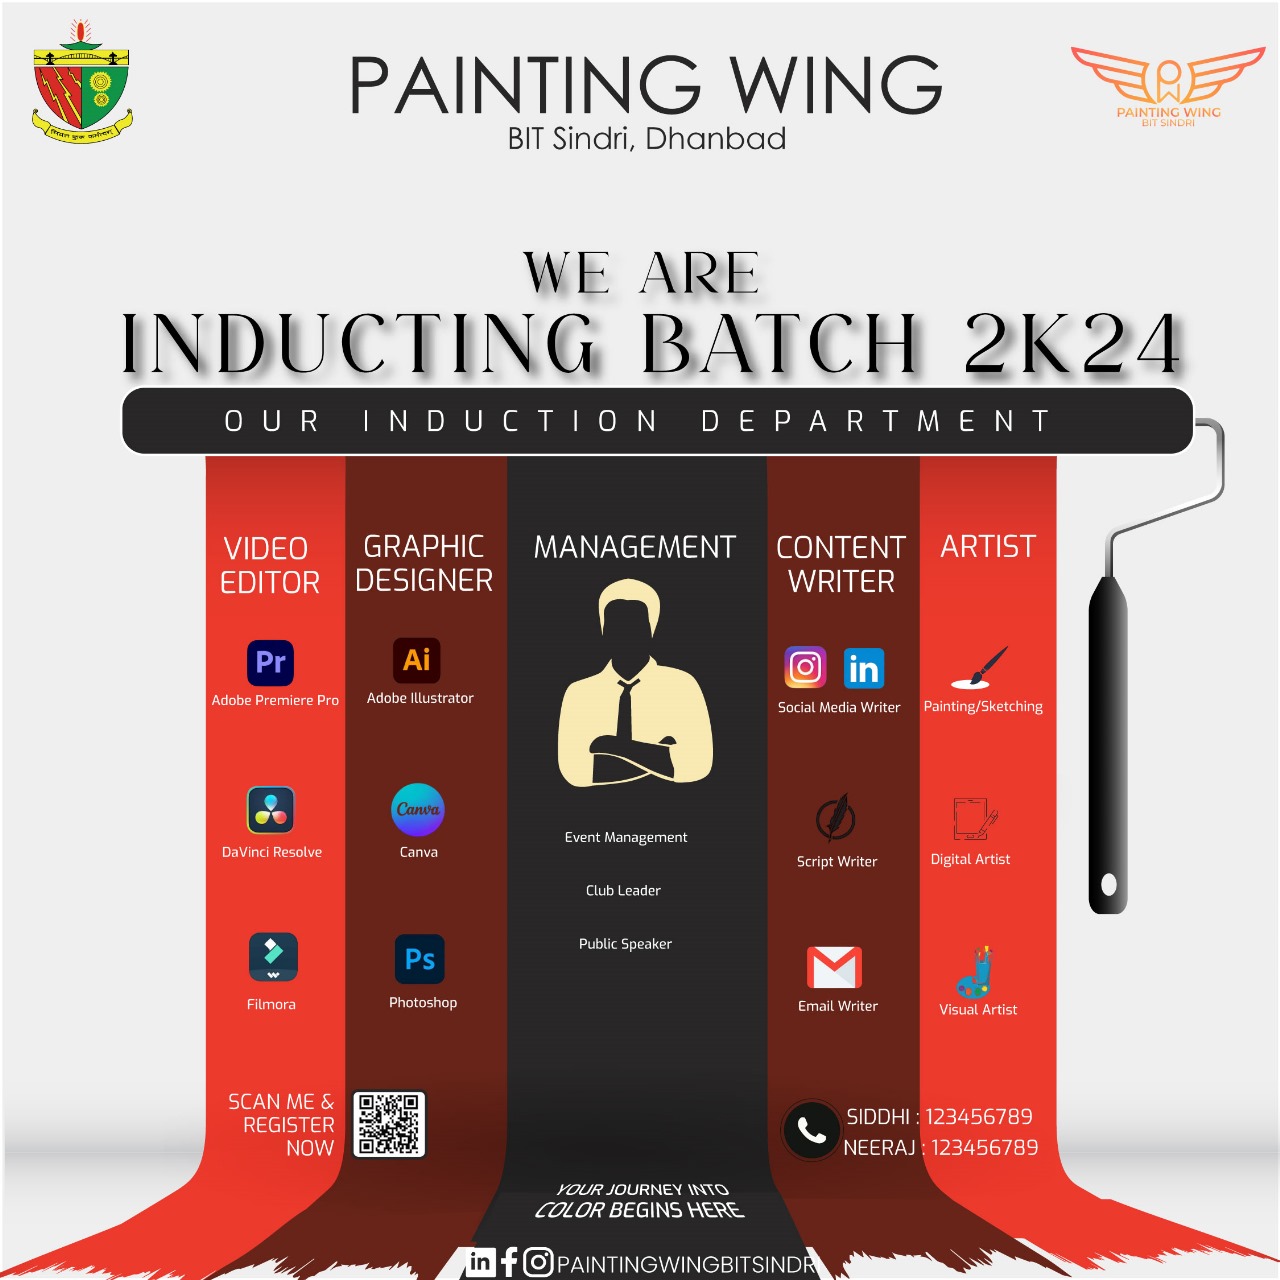 PAINTING WING
BIT Sindri, Dhanbad
PAINTING WING
BIT SINDRI
WE ARE
INDUCTING BATCH 2K24
OUR INDUCTION DEPARTMENT
VIDEO
EDITOR
Pr
Adobe Premiere Pro
DaVinci Resolve
Filmora
GRAPHIC
DESIGNER
Ai
Adobe Illustrator
Canva
Canva
Ps
Photoshop
MANAGEMENT
Event Management
Club Leader
Public Speaker
CONTENT
WRITER
in
Social Media Writer
Script Writer
Email Writer
ARTIST
Painting/Sketching
Digital Artist
Visual Artist
SCAN ME &
REGISTER
NOW
SIDDHI : 123456789
NEERAJ : 123456789
YOUR JOURNEY INTO
COLOR BEGINS HERE
in f PAINTINGWINGBITSINDRI